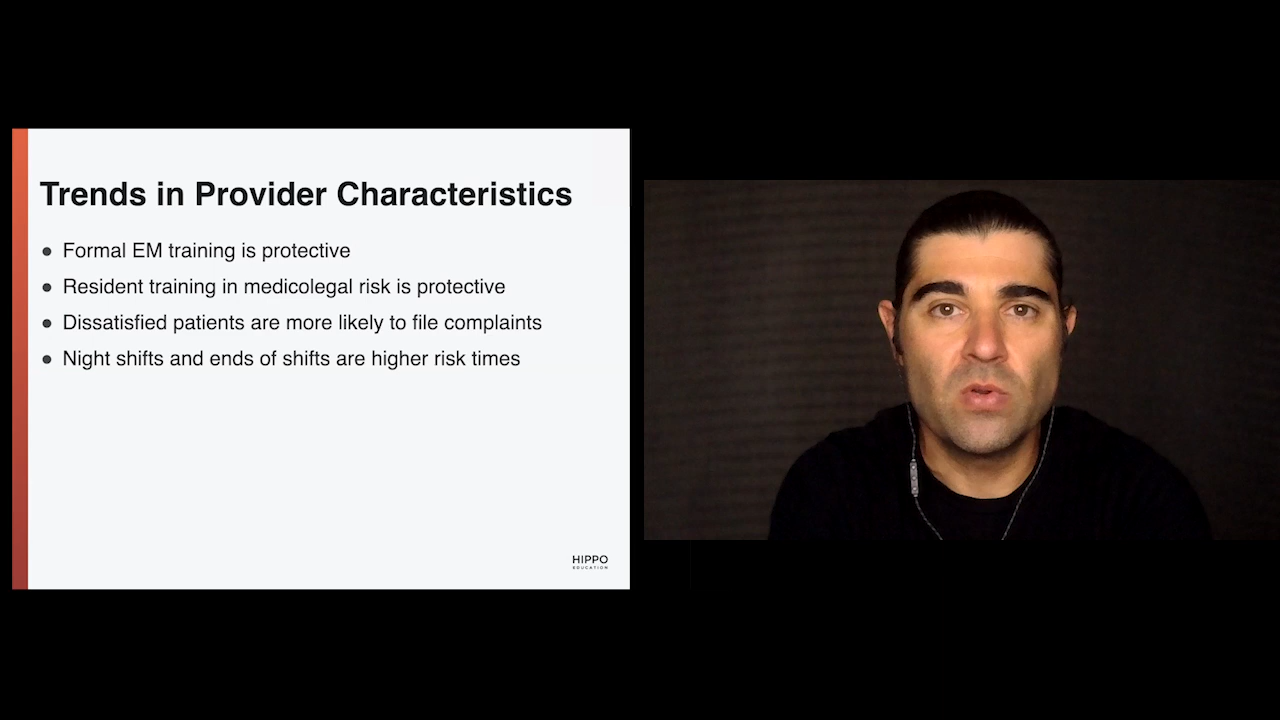 Trends in Provider Characteristics
● Formal EM training is protective
● Resident training in medicolegal risk is protective
● Dissatisfied patients are more likely to file complaints
● Night shifts and ends of shifts are higher risk times
HIPPO
EDUCATION